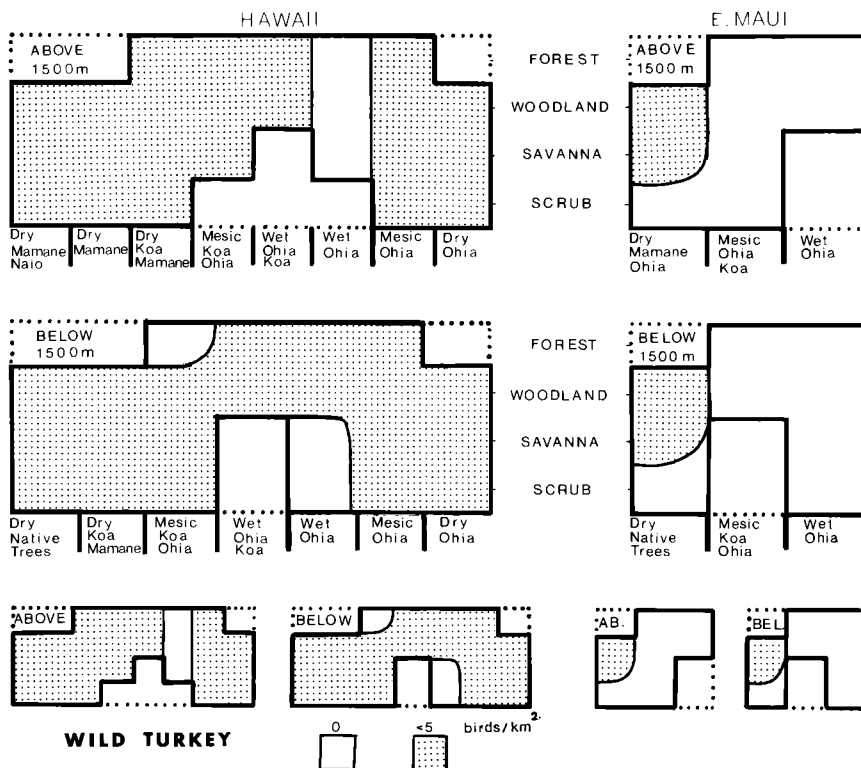 HAWAII
E. MAUI
ABOVE
1500m
FOREST
WOODLAND
SAVANNA
SCRUB
ABOVE
1500m
Dry
Mamane
Naio
Dry
Mamane
Dry
Koa
Mamane
Mesic
Koa
Ohia
Wet
Ohia
Koa
Wet
Ohia
Mesic
Ohia
Dry
Ohia
Dry
Mamane
Ohia
Mesic
Ohia
Koa
Wet
Ohia
BELOW
1500m
FOREST
WOODLAND
SAVANNA
SCRUB
BELOW
1500m
Dry
Native
Trees
Dry
Koa
Mamane
Mesic
Koa
Ohia
Wet
Ohia
Koa
Wet
Ohia
Mesic
Ohia
Dry
Ohia
Dry
Native
Trees
Mesic
Koa
Ohia
Wet
Ohia
ABOVE
BELOW
AB.
BEL.
WILD TURKEY
0
<5
birds/km2.